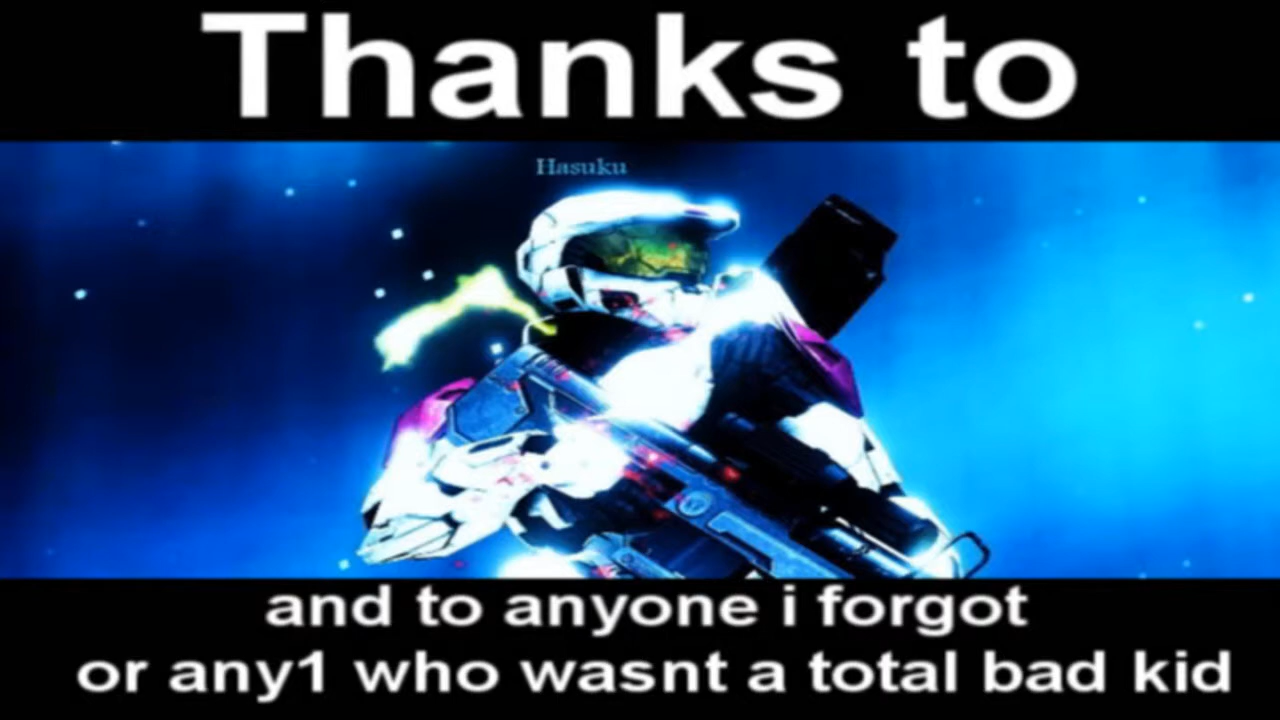 Thanks to
Hasuku
and to anyone i forgot
or any1 who wasnt a total bad kid